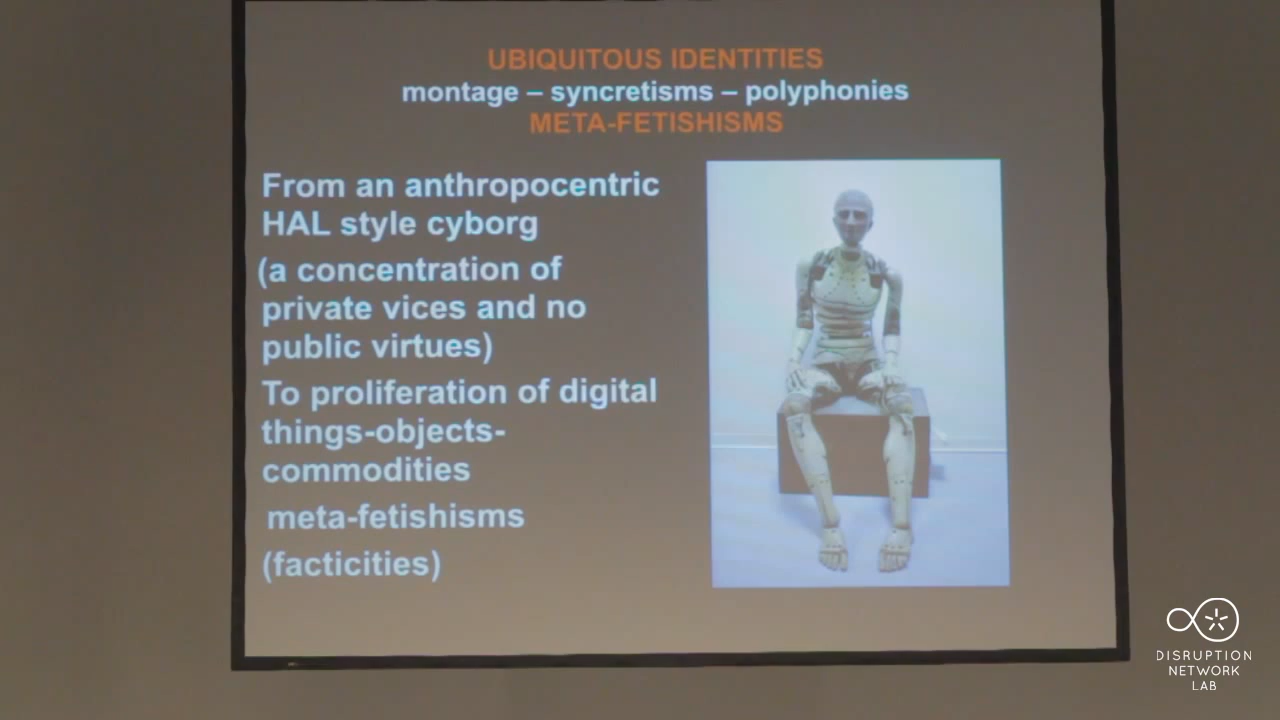 UBIQUITOUS IDENTITIES
montage – syncretisms – polyphonies
META-FETISHISMS
From an anthropocentric
HAL style cyborg
(a concentration of
private vices and no
public virtues)
To proliferation of digital
things-objects-
commodities
meta-fetishisms
(facticities)
DISRUPTION
NETWORK
LAB